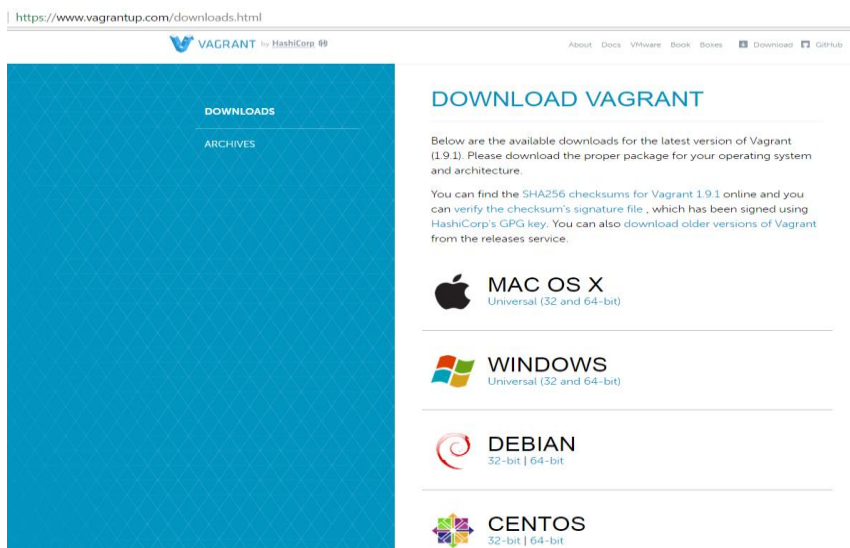 https://www.vagrantup.com/downloads.html
VAGRANT by HashiCorp
About Docs VMware Book Boxes Download GitHub
DOWNLOADS
ARCHIVES
DOWNLOAD VAGRANT
Below are the available downloads for the latest version of Vagrant
(1.9.1). Please download the proper package for your operating system
and architecture.
You can find the SHA256 checksums for Vagrant 1.9.1 online and you
can verify the checksum's signature file , which has been signed using
HashiCorp's GPG key. You can also download older versions of Vagrant
from the releases service.
MAC OS X
Universal (32 and 64-bit)
WINDOWS
Universal (32 and 64-bit)
DEBIAN
32-bit | 64-bit
CENTOS
32-bit | 64-bit